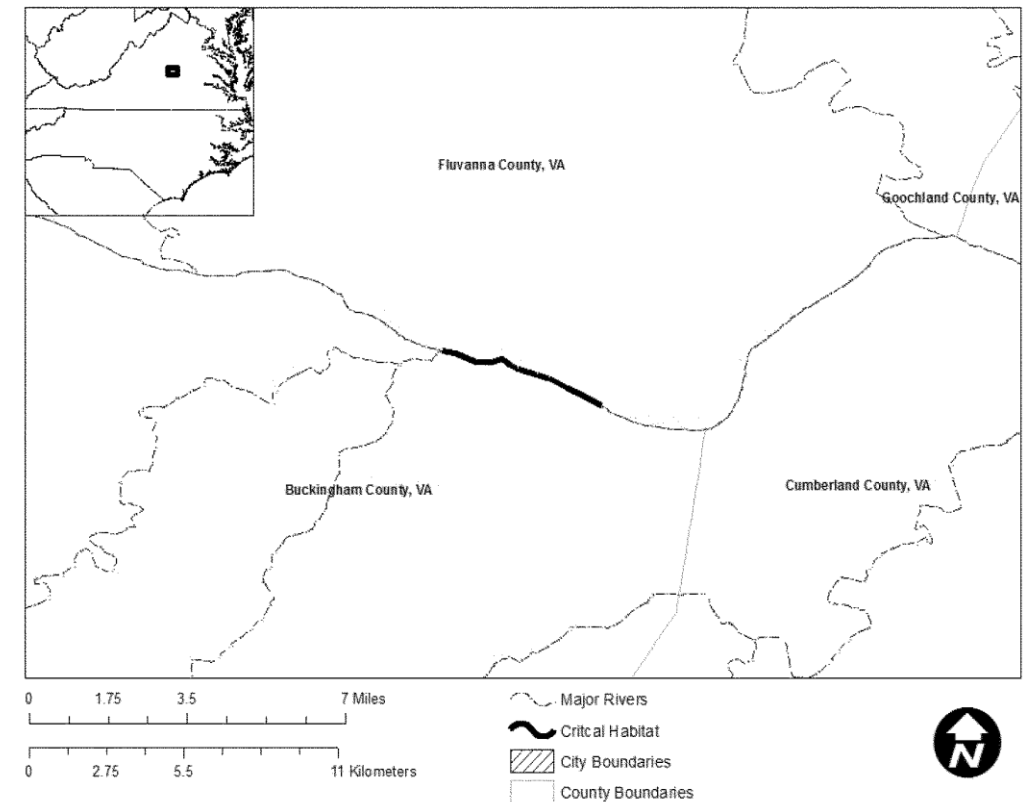 Fluvanna County, VA
Goochland County, VA
Buckingham County, VA
Cumberland County, VA
0 1.75 3.5 7 Miles
0 2.75 5.5 11 Kilometers
Major Rivers
Critcal Habitat
City Boundaries
County Boundaries
N